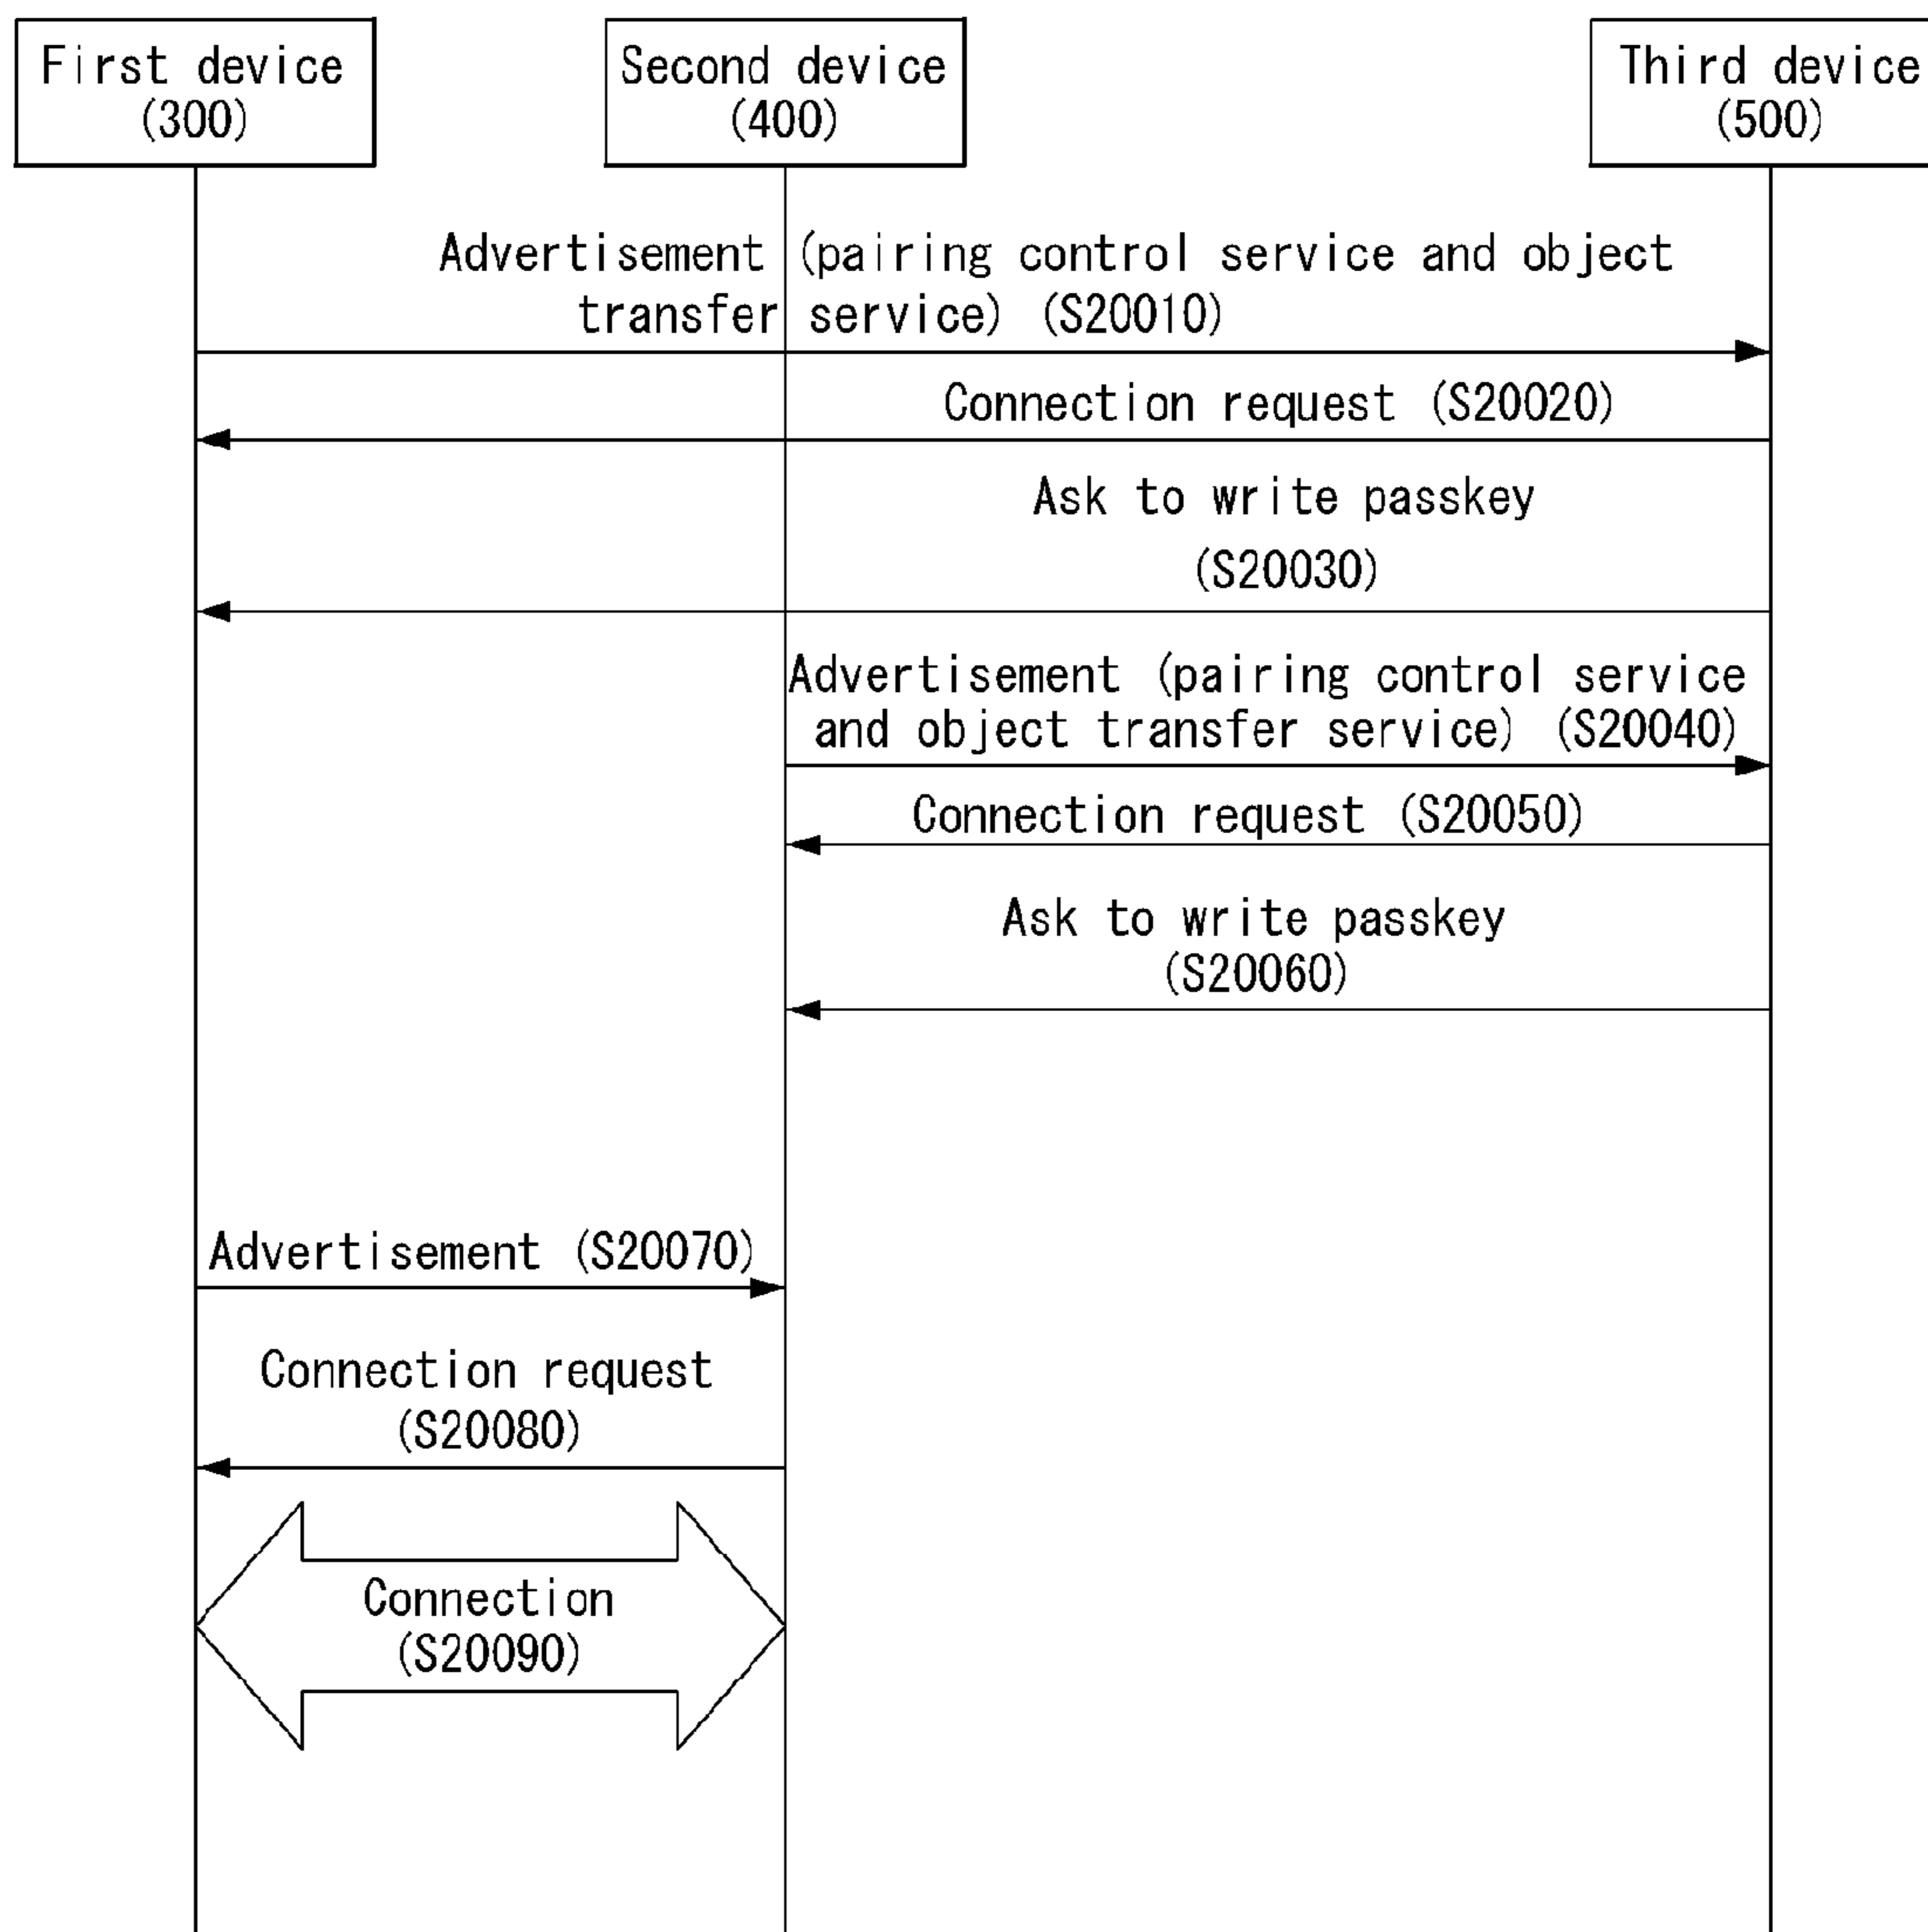 First device
(300)
Second device
(400)
Third device
(500)
Advertisement (pairing control service and object
transfer service) (S20010)
Connection request (S20020)
Ask to write passkey
(S20030)
Advertisement (pairing control service
and object transfer service) (S20040)
Connection request (S20050)
Ask to write passkey
(S20060)
Advertisement (S20070)
Connection request
(S20080)
Connection
(S20090)